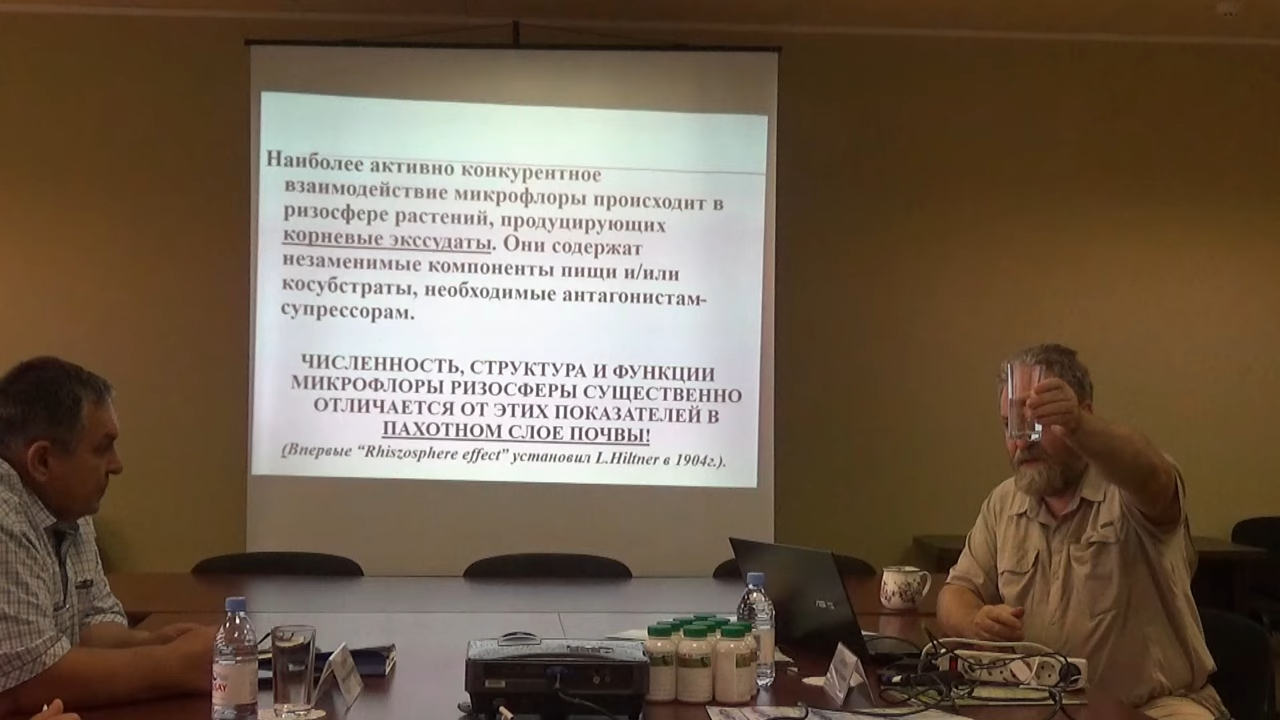 Наиболее активно конкурентное
взаимодействие микрофлоры происходит в
ризосфере растений, продуцирующих
корневые экссудаты. Они содержат
незаменимые компоненты пищи и/или
косубстраты, необходимые антагонистам-
супрессорам.
ЧИСЛЕННОСТЬ, СТРУКТУРА И ФУНКЦИИ
МИКРОФЛОРЫ РИЗОСФЕРЫ СУЩЕСТВЕННО
ОТЛИЧАЕТСЯ ОТ ЭТИХ ПОКАЗАТЕЛЕЙ В
ПАХОТНОМ СЛОЕ ПОЧВЫ!
(Впервые “Rhiszosphere effect” установил L.Hiltner в 1904г.).
ASUS